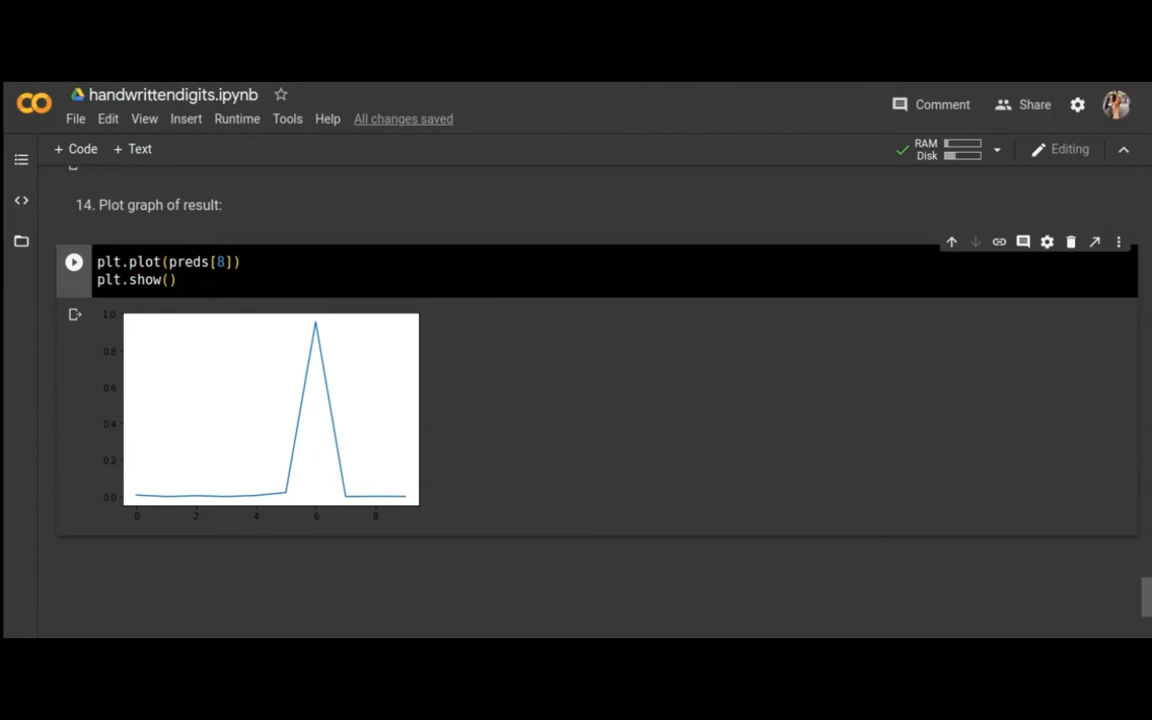 handwrittendigits.ipynb
Comment
Share
File Edit View Insert Runtime Tools Help All changes saved
+ Code + Text
RAM
Disk
Editing
14. Plot graph of result:
plt.plot(preds[8])
plt.show()
1.0
0.8
0.6
0.4
0.2
0.0
0 2 4 6 8